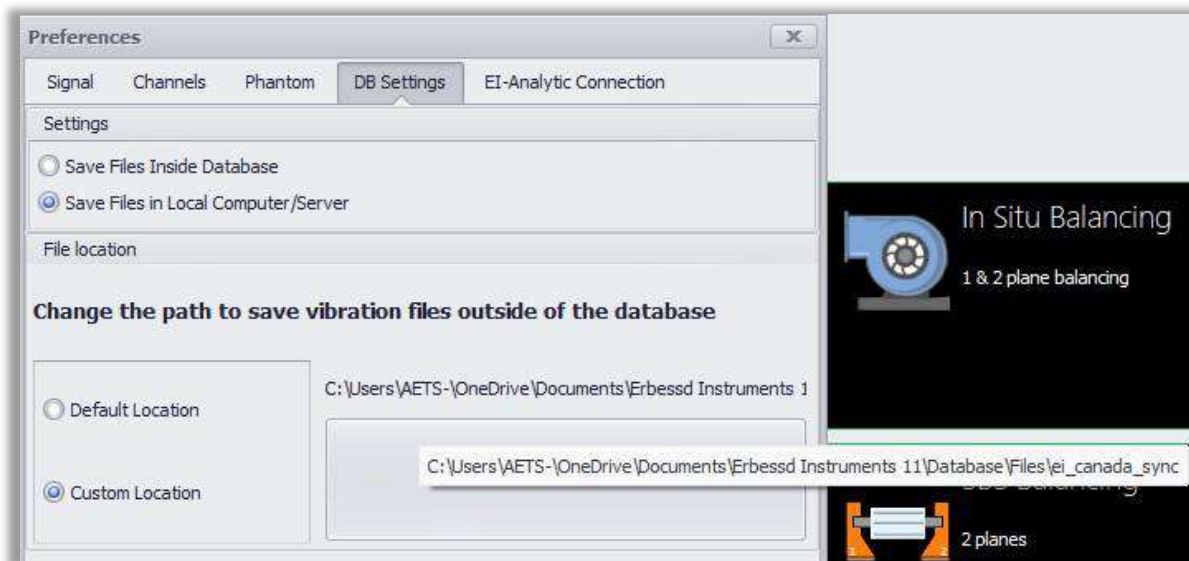 Preferences
Signal Channels Phantom DB Settings EI-Analytic Connection
Settings
Save Files Inside Database
Save Files in Local Computer/Server
File location
Change the path to save vibration files outside of the database
Default Location
Custom Location
C:\Users\AETS-\OneDrive\Documents\Erbessd Instruments 1
C:\Users\AETS-\OneDrive\Documents\Erbessd Instruments 11\Database\Files\ei_canada_sync
In Situ Balancing
1 & 2 plane balancing
Balancing
2 planes
1 2